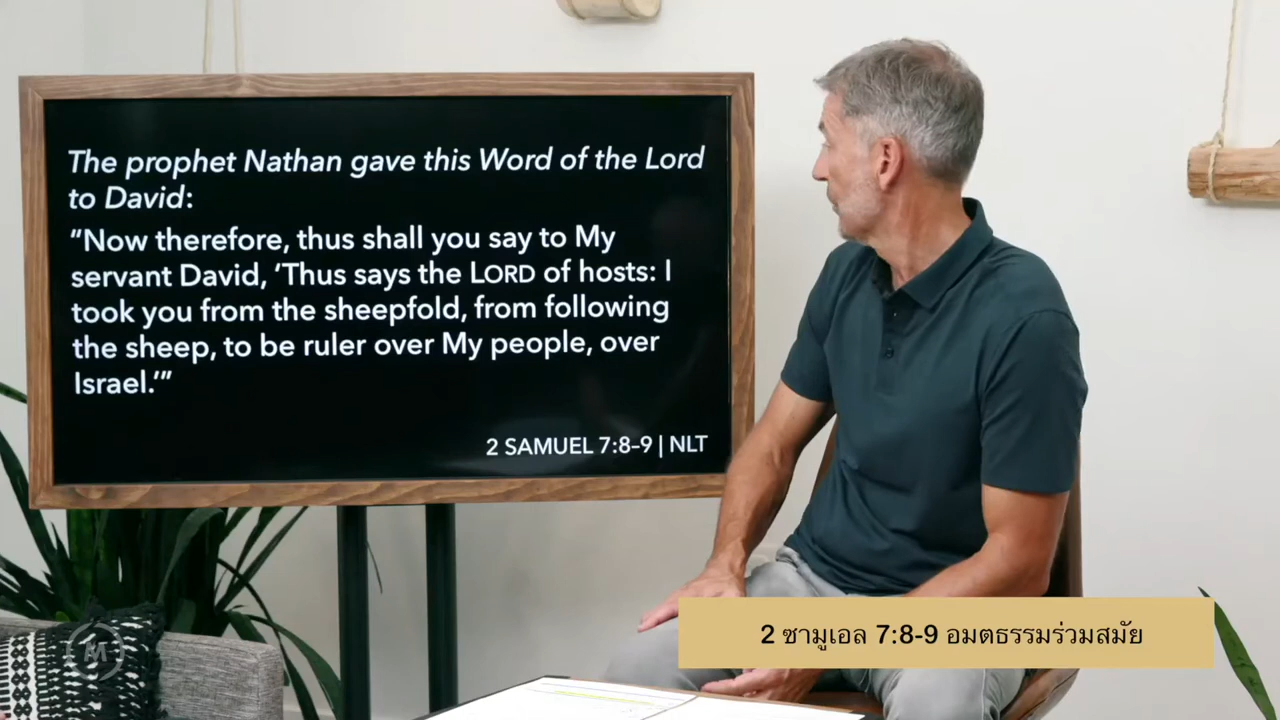 The prophet Nathan gave this Word of the Lord
to David:
“Now therefore, thus shall you say to My
servant David, ‘Thus says the LORD of hosts: I
took you from the sheepfold, from following
the sheep, to be ruler over My people, over
Israel.’”
2 SAMUEL 7:8–9 | NLT
2 ซามูเอล 7:8-9 อมตธรรมร่วมสมัย
M